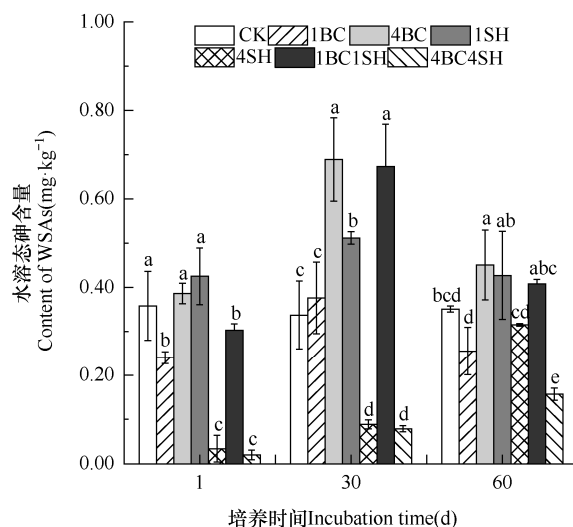 CK 1BC 4BC 1SH
4SH 1BC1SH 4BC4SH
水溶态砷含量
Content of WSAs(mg·kg⁻¹)
1.00
0.80
0.60
0.40
0.20
0.00
a b a a c b c
a b a b d a d
bcd d a ab cd abc e
1 30 60
培养时间Incubation time(d)